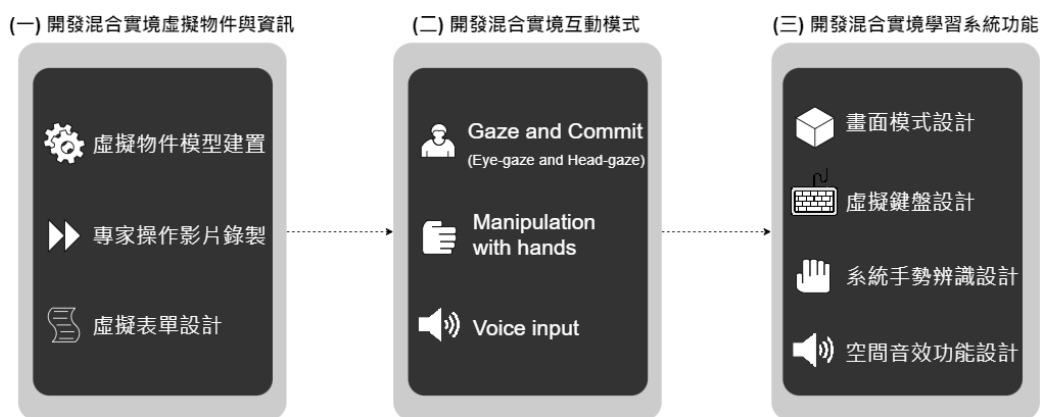 (一) 開發混合實境虛擬物件與資訊
虛擬物件模型建置
專家操作影片錄製
虛擬表單設計
(二) 開發混合實境互動模式
Gaze and Commit
(Eye-gaze and Head-gaze)
Manipulation
with hands
Voice input
(三) 開發混合實境學習系統功能
畫面模式設計
虛擬鍵盤設計
系統手勢辨識設計
空間音效功能設計